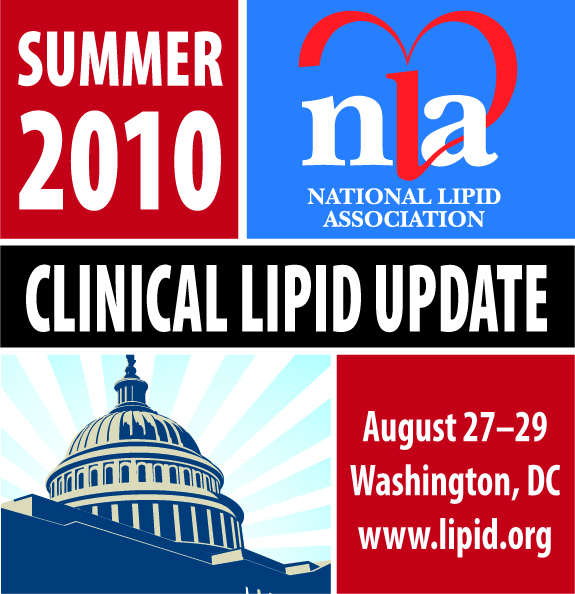 SUMMER
2010
nla
NATIONAL LIPID
ASSOCIATION
CLINICAL LIPID UPDATE
August 27–29
Washington, DC
www.lipid.org